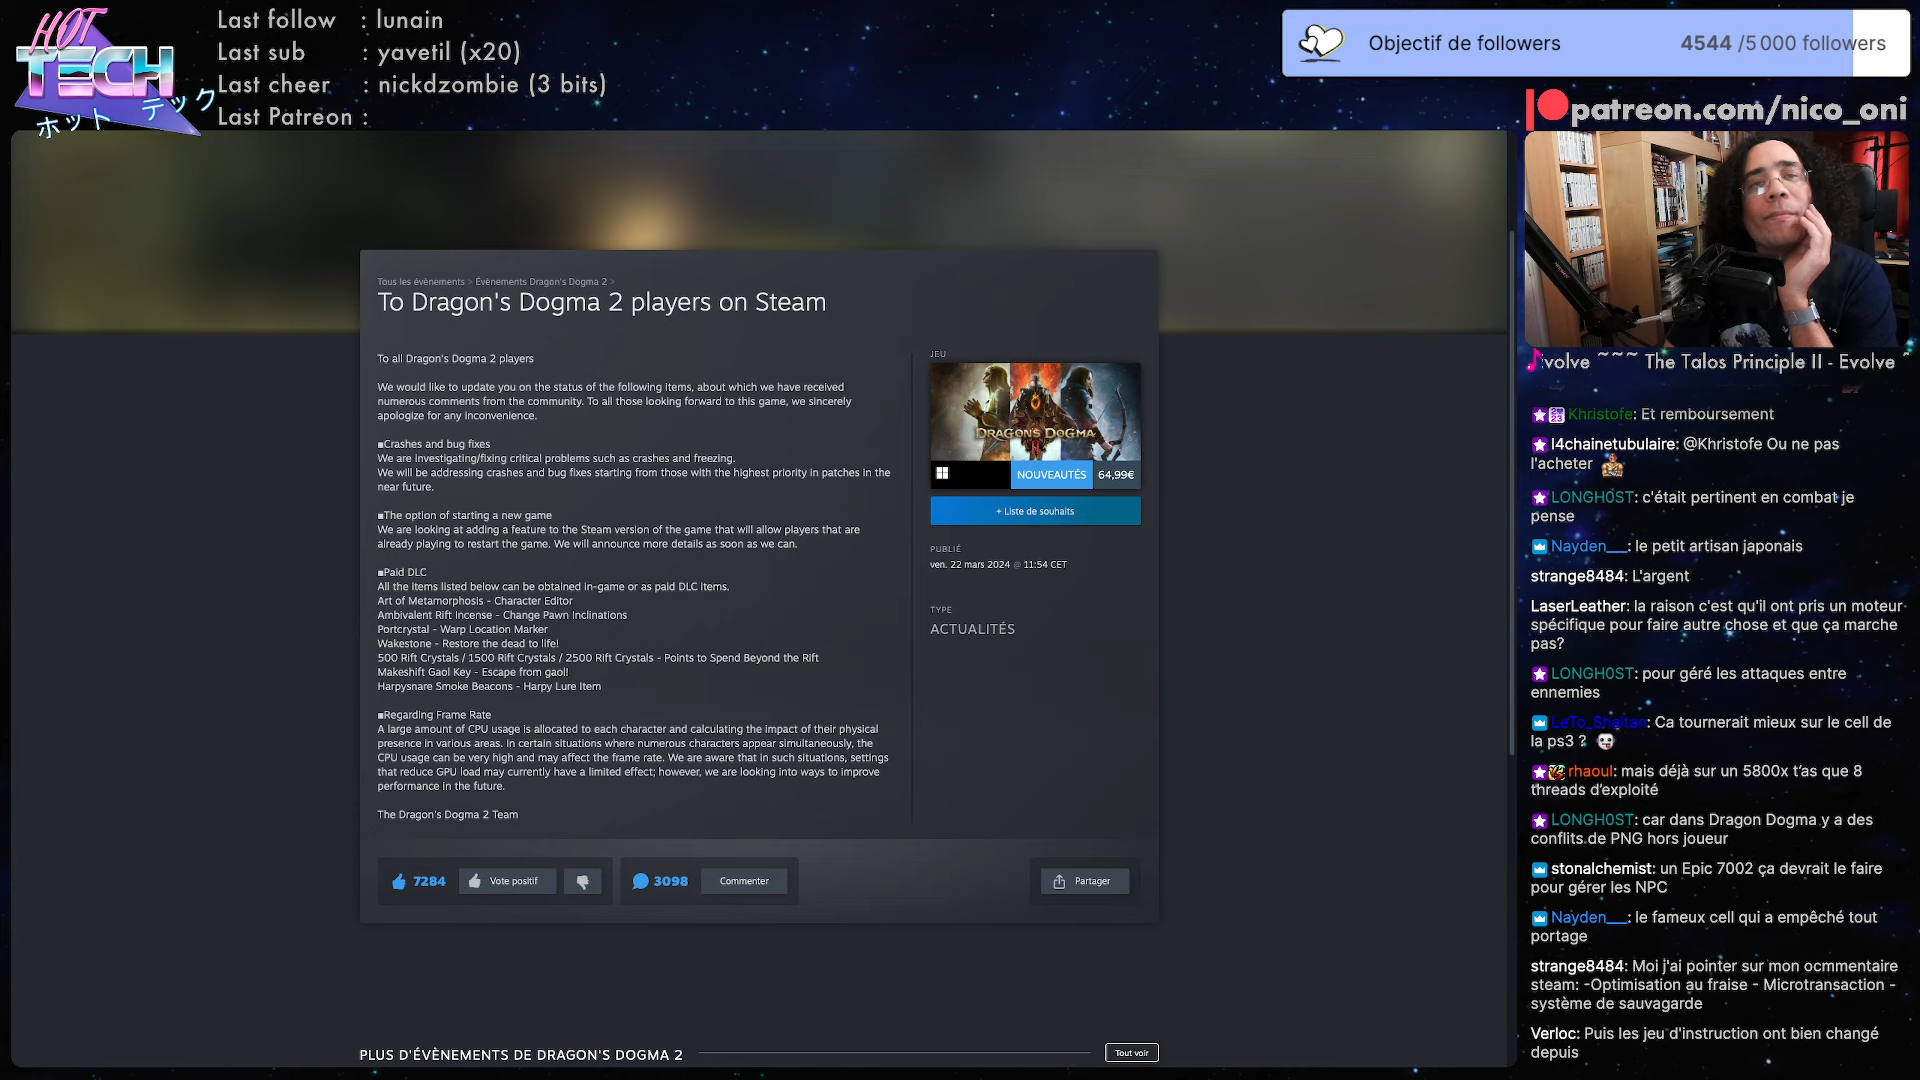 HOT
TECH
ホット テック
Last follow : lunain
Last sub : yavetil (x20)
Last cheer : nickdzombie (3 bits)
Last Patreon :
Objectif de followers 4544 /5 000 followers
patreon.com/nico_oni
Tous les évènements > Évènements Dragon's Dogma 2 >
To Dragon's Dogma 2 players on Steam
To all Dragon's Dogma 2 players
We would like to update you on the status of the following items, about which we have received
numerous comments from the community. To all those looking forward to this game, we sincerely
apologize for any inconvenience.
■Crashes and bug fixes
We are investigating/fixing critical problems such as crashes and freezing.
We will be addressing crashes and bug fixes starting from those with the highest priority in patches in the
near future.
■The option of starting a new game
We are looking at adding a feature to the Steam version of the game that will allow players that are
already playing to restart the game. We will announce more details as soon as we can.
■Paid DLC
All the items listed below can be obtained in-game or as paid DLC items.
Art of Metamorphosis - Character Editor
Ambivalent Rift Incense - Change Pawn Inclinations
Portcrystal - Warp Location Marker
Wakestone - Restore the dead to life!
500 Rift Crystals / 1500 Rift Crystals / 2500 Rift Crystals - Points to Spend Beyond the Rift
Makeshift Gaol Key - Escape from gaol!
Harpysnare Smoke Beacons - Harpy Lure Item
■Regarding Frame Rate
A large amount of CPU usage is allocated to each character and calculating the impact of their physical
presence in various areas. In certain situations where numerous characters appear simultaneously, the
CPU usage can be very high and may affect the frame rate. We are aware that in such situations, settings
that reduce GPU load may currently have a limited effect; however, we are looking into ways to improve
performance in the future.
The Dragon's Dogma 2 Team
JEU
DRAGON'S DOGMA
II
NOUVEAUTÉS 64,99€
+ Liste de souhaits
PUBLIÉ
ven. 22 mars 2024 @ 11:54 CET
TYPE
ACTUALITÉS
7284 Vote positif
3098 Commenter
Partager
PLUS D'ÉVÈNEMENTS DE DRAGON'S DOGMA 2
Tout voir
Evolve ~~~ The Talos Principle II - Evolve ~
Khristofe: Et remboursement
l4chainetubulaire: @Khristofe Ou ne pas
l'acheter
LONGH0ST: c'était pertinent en combat je
pense
Nayden___: le petit artisan japonais
strange8484: L'argent
LaserLeather: la raison c'est qu'il ont pris un moteur
spécifique pour faire autre chose et que ça marche
pas?
LONGH0ST: pour géré les attaques entre
ennemies
LeTo_Shaitan: Ca tournerait mieux sur le cell de
la ps3 ?
rhaoul: mais déjà sur un 5800x t'as que 8
threads d'exploité
LONGH0ST: car dans Dragon Dogma y a des
conflits de PNG hors joueur
stonalchemist: un Epic 7002 ça devrait le faire
pour gérer les NPC
Nayden___: le fameux cell qui a empêché tout
portage
strange8484: Moi j'ai pointer sur mon ocmmentaire
steam: -Optimisation au fraise - Microtransaction -
système de sauvagarde
Verloc: Puis les jeu d'instruction ont bien changé
depuis